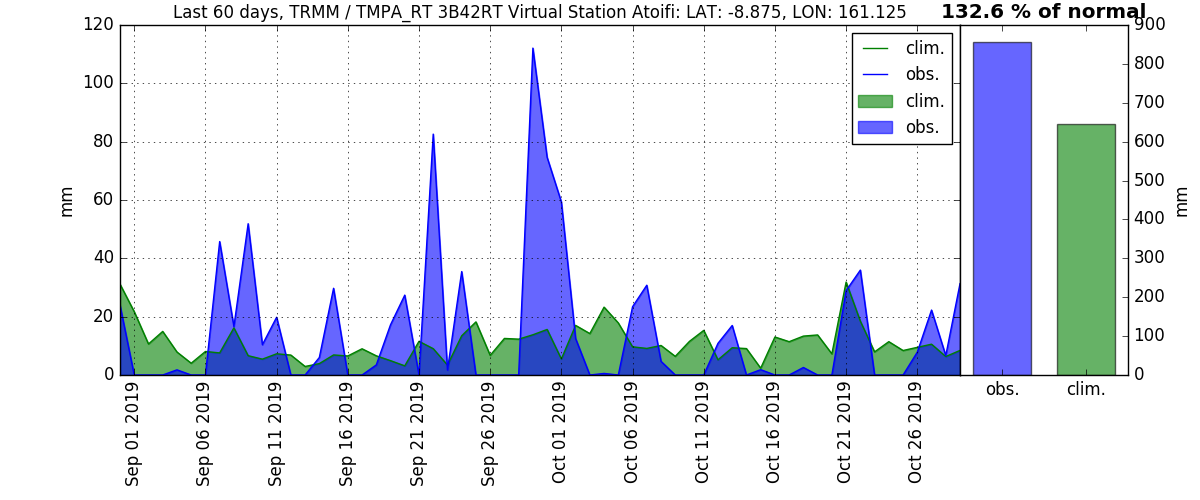 Last 60 days, TRMM / TMPA_RT 3B42RT Virtual Station Atoifi: LAT: -8.875, LON: 161.125
132.6 % of normal
120
100
80
60
40
20
0
mm
clim.
obs.
clim.
obs.
900
800
700
600
500
400
300
200
100
0
mm
Sep 01 2019
Sep 06 2019
Sep 11 2019
Sep 16 2019
Sep 21 2019
Sep 26 2019
Oct 01 2019
Oct 06 2019
Oct 11 2019
Oct 16 2019
Oct 21 2019
Oct 26 2019
obs.
clim.